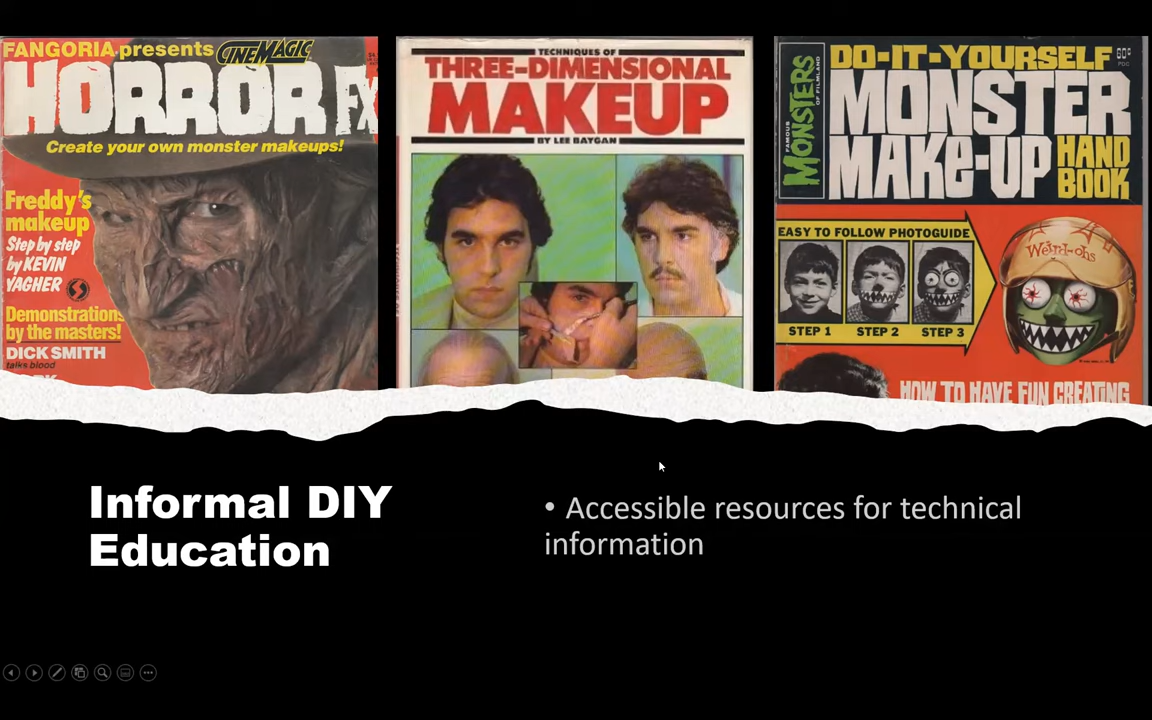 FANGORIA presents CINEMAGIC
HORROR FX
Create your own monster makeups!
Freddy's
makeup
Step by step
by KEVIN
YAGHER
Demonstrations
by the masters!
DICK SMITH
talks blood
TECHNIQUES OF
THREE-DIMENSIONAL
MAKEUP
BY LEE BAYGAN
FAMOUS
MONSTERS
OF FILMLAND
DO-IT-YOURSELF
60¢
MONSTER
MAKE-UP
HAND
BOOK
EASY TO FOLLOW PHOTOGUIDE
STEP 1 STEP 2 STEP 3
Weird-ohs
HOW TO HAVE FUN CREATING
Informal DIY
Education
• Accessible resources for technical
information